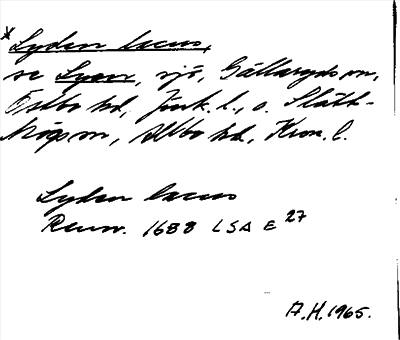 *Lyden lacus,
se Lyen, sjö, Gällaryds sn,
Östbo hd, Jönk. l., o. Slätt-
högs sn, Allbo hd, Kron. l.
Lyden lacus
Renv. 1688 LSA E 27
A.H. 1965.